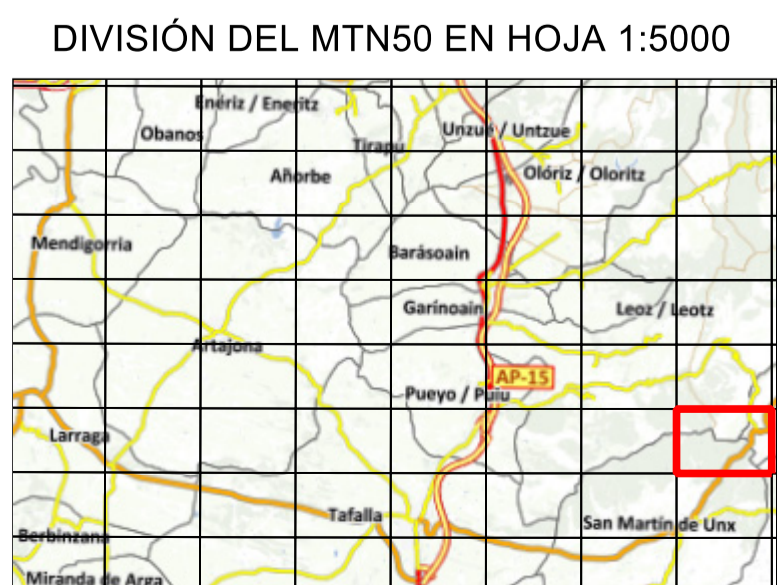 DIVISIÓN DEL MTN50 EN HOJA 1:5000
Enériz / Eneritz
Obanos
Unzué / Untzue
Tirapu
Añorbe
Olóriz / Oloritz
Mendigorria
Barásoain
Garínoain
Leoz / Leotz
Artajona
AP-15
Pueyo / Puiu
Larraga
Tafalla
San Martín de Unx
Berbinzana
Miranda de Arga